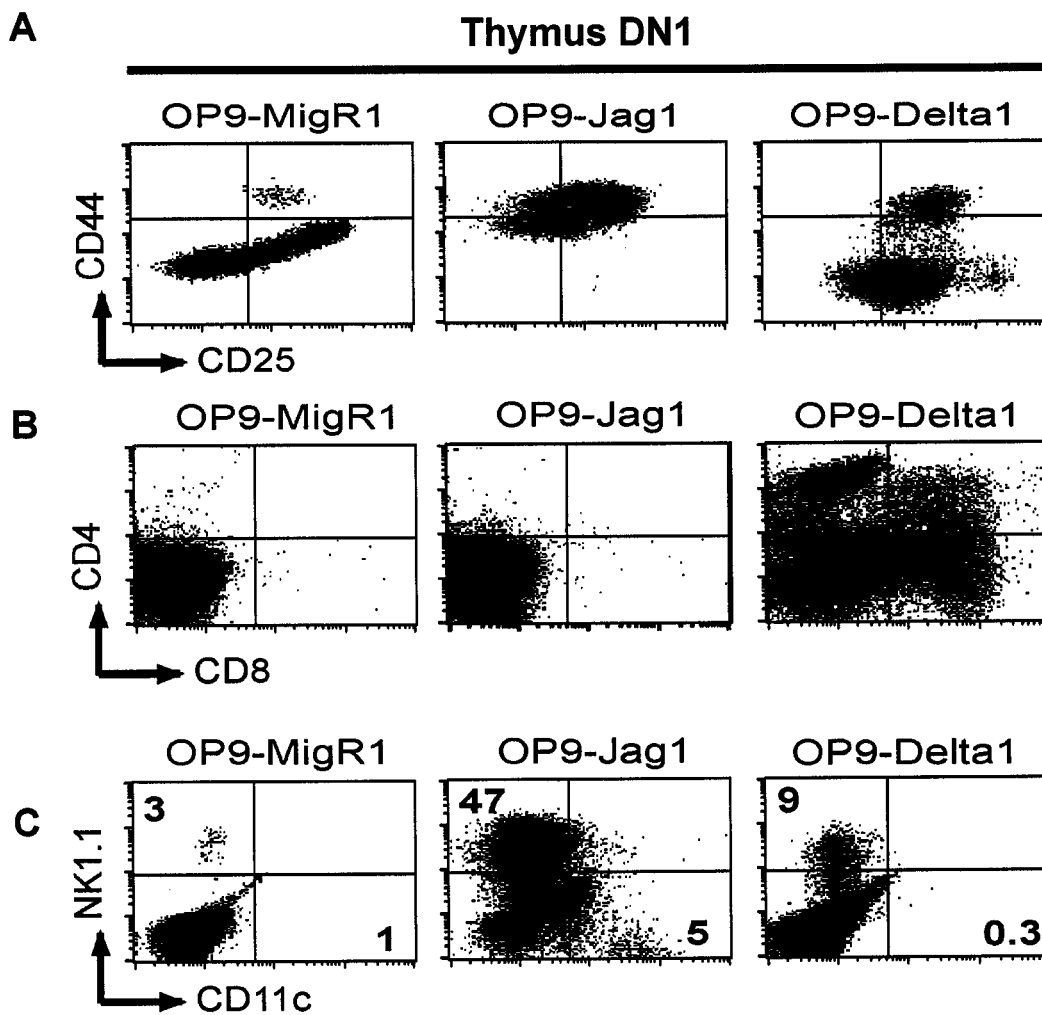 A
Thymus DN1
OP9-MigR1 OP9-Jag1 OP9-Delta1
CD44
CD25
B
OP9-MigR1 OP9-Jag1 OP9-Delta1
CD4
CD8
OP9-MigR1 OP9-Jag1 OP9-Delta1
C
3 47 9
NK1.1
1 5 0.3
CD11c